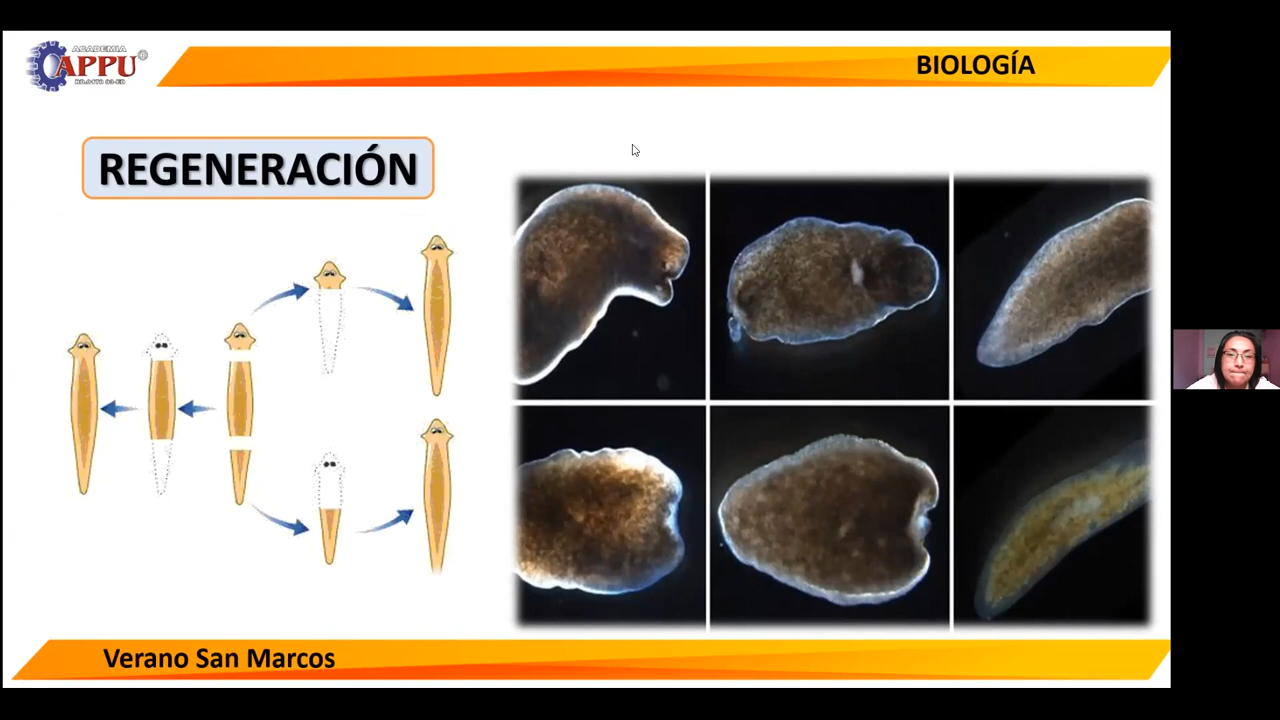 ACADEMIA
APPU
BIOLOGÍA
REGENERACIÓN
Verano San Marcos